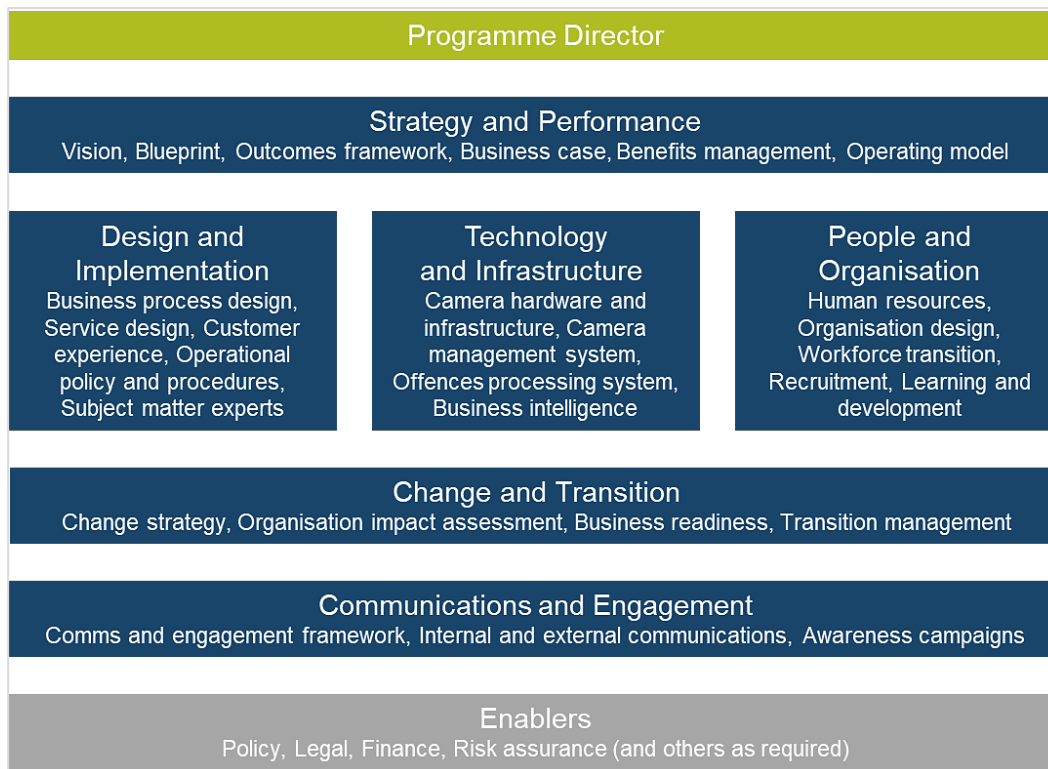 Programme Director
Strategy and Performance
Vision, Blueprint, Outcomes framework, Business case, Benefits management, Operating model
Design and
Implementation
Business process design,
Service design, Customer
experience, Operational
policy and procedures,
Subject matter experts
Technology
and Infrastructure
Camera hardware and
infrastructure, Camera
management system,
Offences processing system,
Business intelligence
People and
Organisation
Human resources,
Organisation design,
Workforce transition,
Recruitment, Learning and
development
Change and Transition
Change strategy, Organisation impact assessment, Business readiness, Transition management
Communications and Engagement
Comms and engagement framework, Internal and external communications, Awareness campaigns
Enablers
Policy, Legal, Finance, Risk assurance (and others as required)